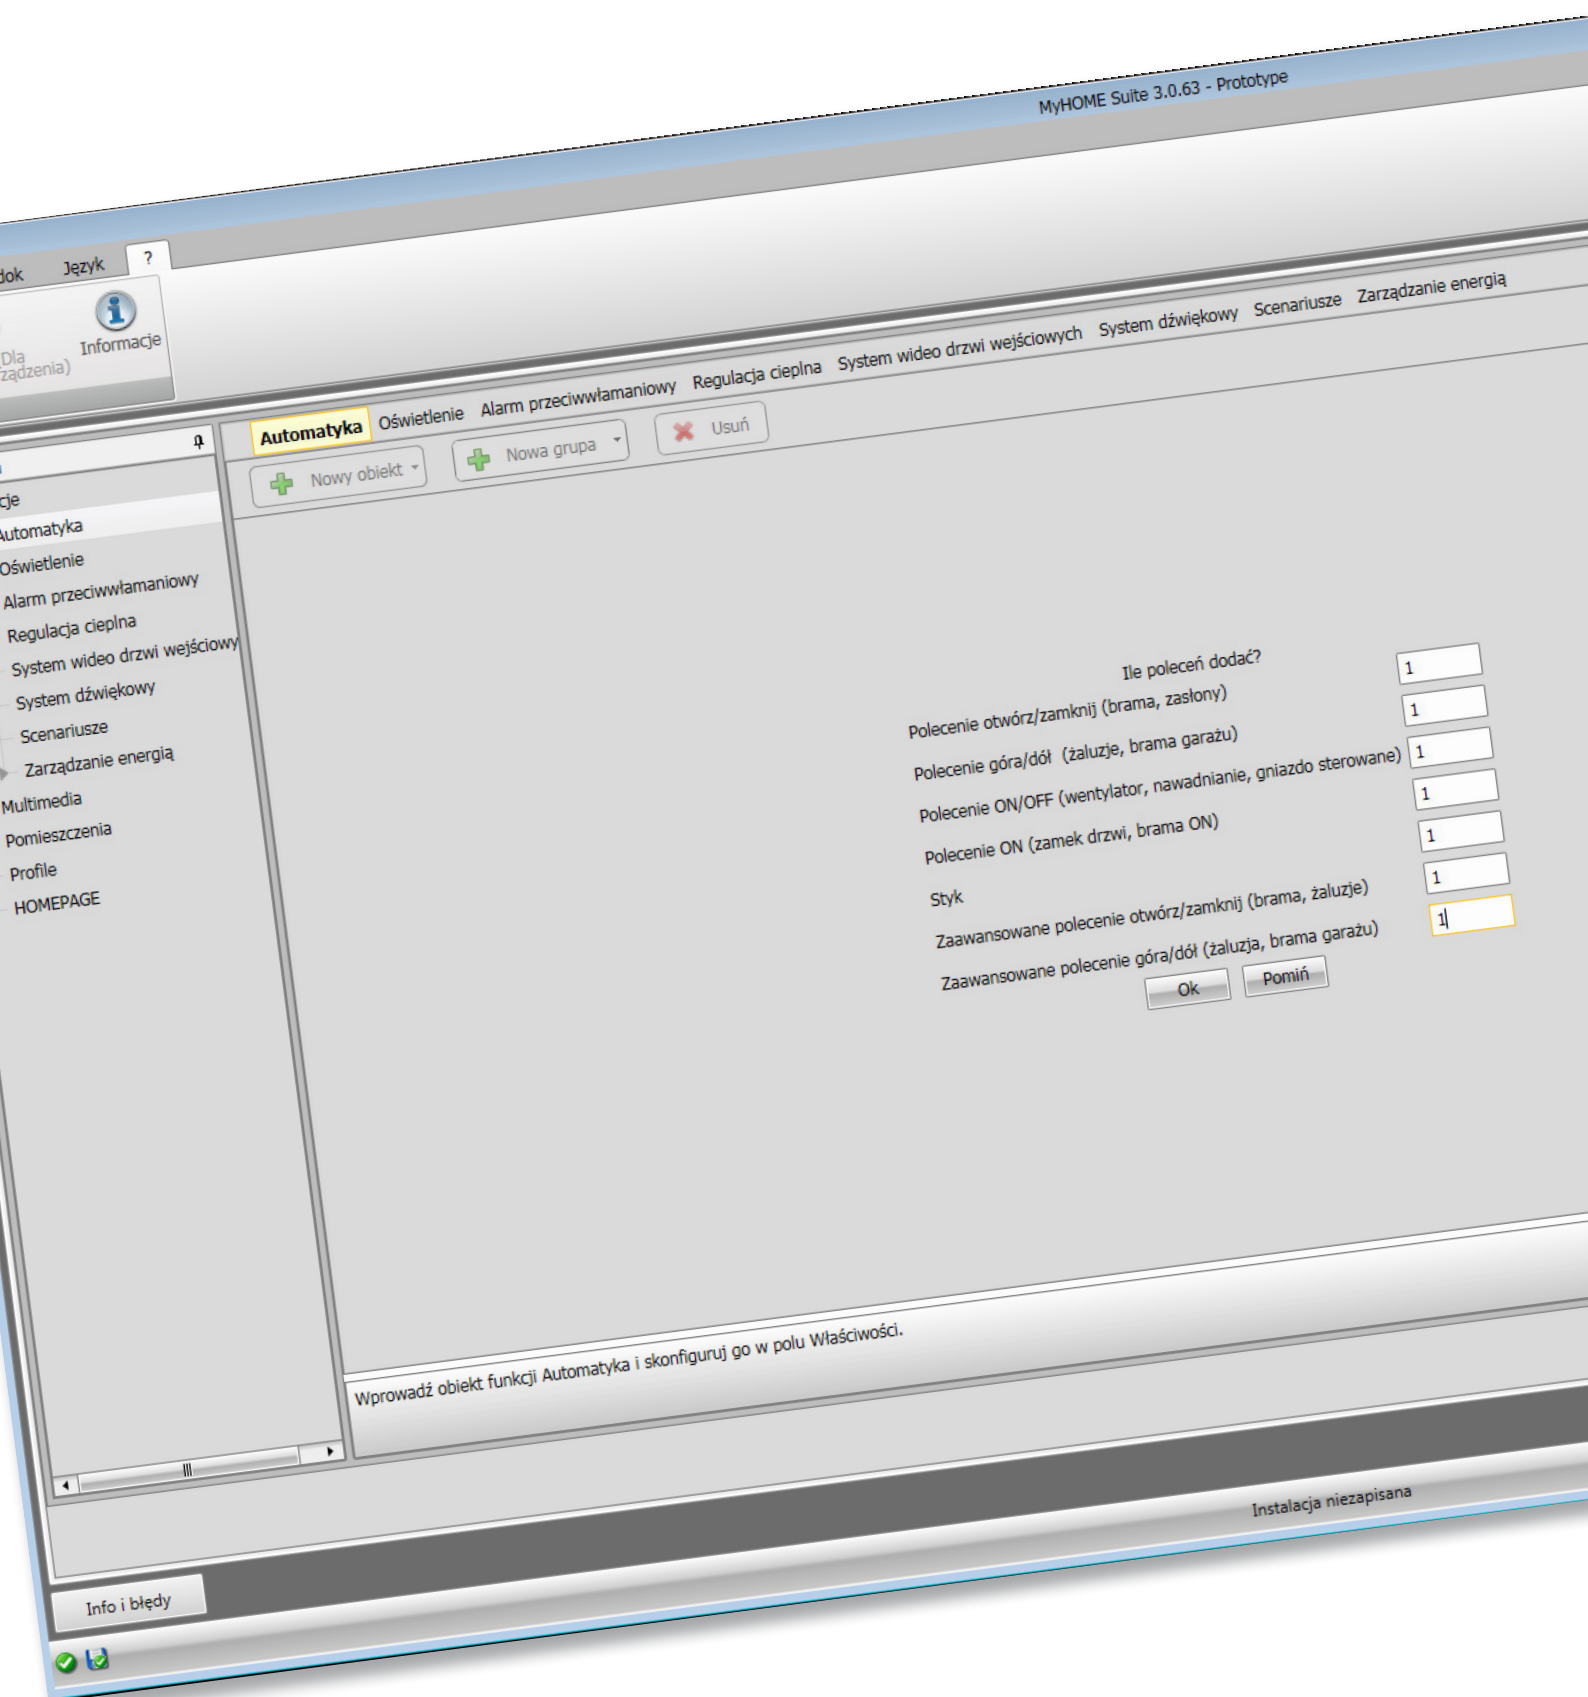 MyHOME Suite 3.0.63 - Prototype
Język ?
Informacje
Automatyka Oświetlenie Alarm przeciwwłamaniowy Regulacja cieplna System wideo drzwi wejściowych System dźwiękowy Scenariusze Zarządzanie energią
Nowy obiekt Nowa grupa Usuń
Automatyka
Oświetlenie
Alarm przeciwwłamaniowy
Regulacja cieplna
System wideo drzwi wejściowy
System dźwiękowy
Scenariusze
Zarządzanie energią
Multimedia
Pomieszczenia
Profile
HOMEPAGE
Ile poleceń dodać?
Polecenie otwórz/zamknij (brama, zasłony) 1
Polecenie góra/dół (żaluzje, brama garażu) 1
Polecenie ON/OFF (wentylator, nawadnianie, gniazdo sterowane) 1
Polecenie ON (zamek drzwi, brama ON) 1
Styk 1
Zaawansowane polecenie otwórz/zamknij (brama, żaluzje) 1
Zaawansowane polecenie góra/dół (żaluzja, brama garażu) 1
Ok Pomiń
Wprowadź obiekt funkcji Automatyka i skonfiguruj go w polu Właściwości.
Instalacja niezapisana
Info i błędy